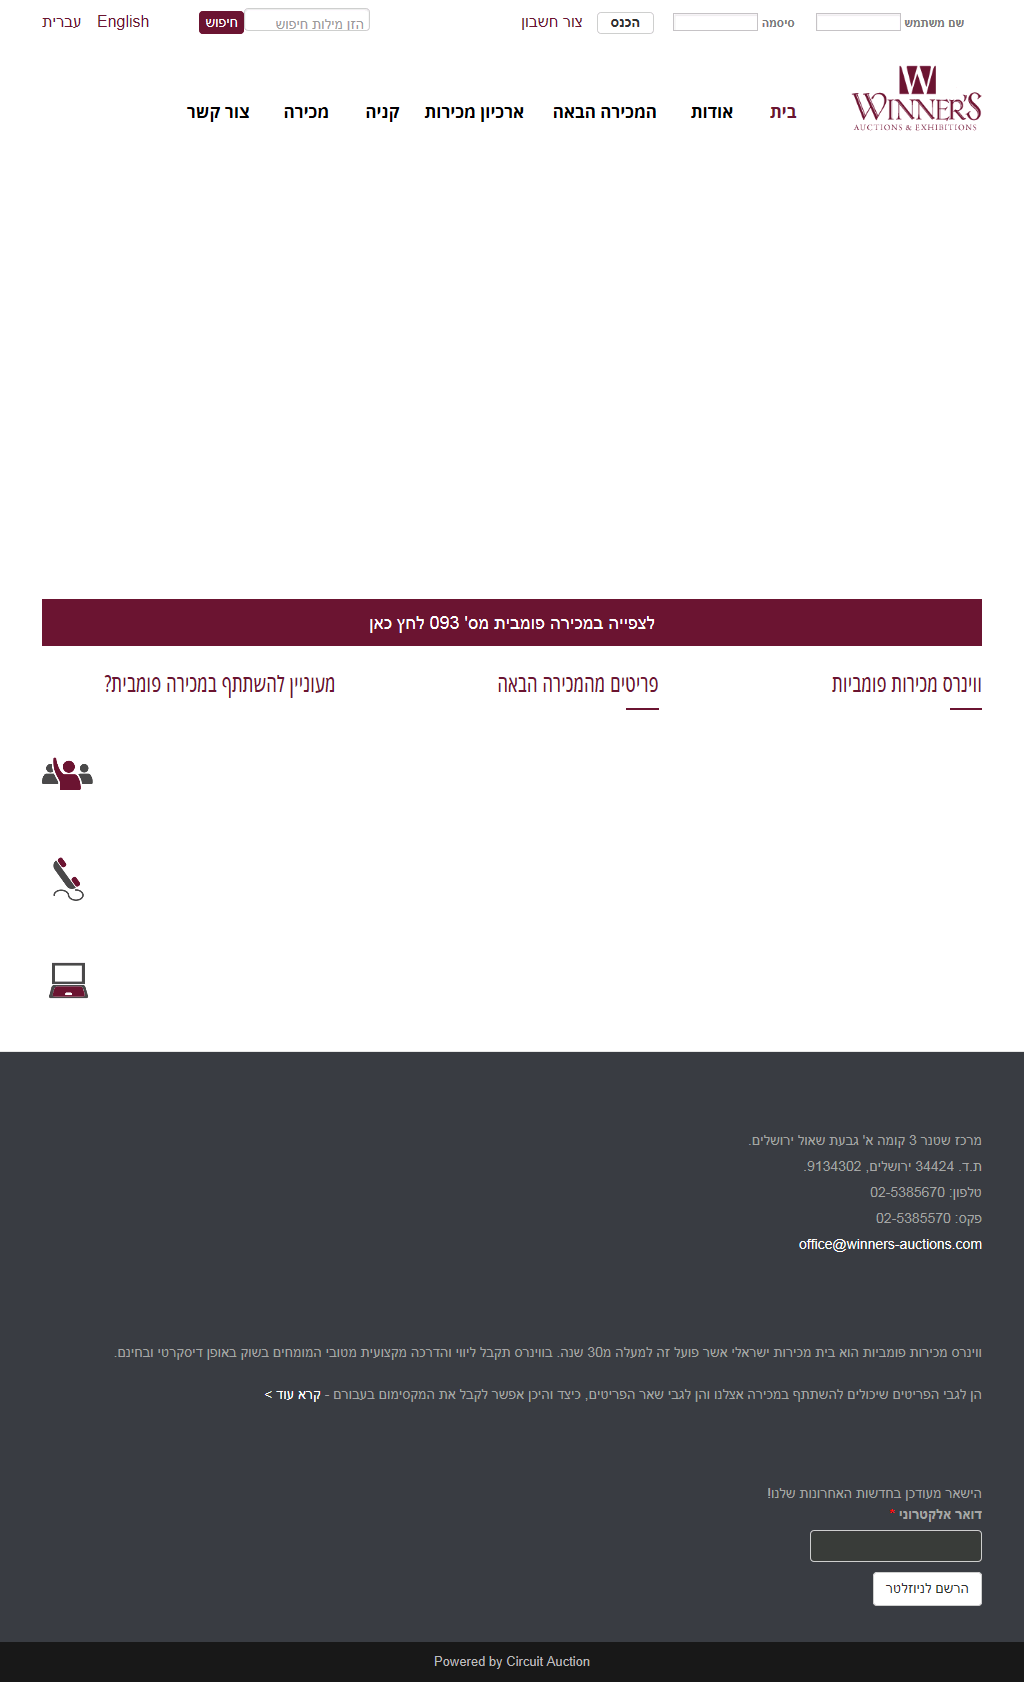 שם משתמש
סיסמה
הכנס
צור חשבון
הזן מילות חיפוש
חיפוש
English
עברית
WINNER'S
AUCTIONS & EXHIBITIONS
בית
אודות
המכירה הבאה
ארכיון מכירות
קניה
מכירה
צור קשר
לצפייה במכירה פומבית מס' 093 לחץ כאן
ווינרס מכירות פומביות
פריטים מהמכירה הבאה
מעוניין להשתתף במכירה פומבית?
מרכז שטנר 3 קומה א' גבעת שאול ירושלים.
ת.ד. 34424 ירושלים, 9134302.
טלפון: 02-5385670
פקס: 02-5385570
office@winners-auctions.com
ווינרס מכירות פומביות הוא בית מכירות ישראלי אשר פועל זה למעלה מ30 שנה. בווינרס תקבל ליווי והדרכה מקצועית מטובי המומחים בשוק באופן דיסקרטי ובחינם.
הן לגבי הפריטים שיכולים להשתתף במכירה אצלנו והן לגבי שאר הפריטים, כיצד והיכן אפשר לקבל את המקסימום בעבורם - קרא עוד >
הישאר מעודכן בחדשות האחרונות שלנו!
דואר אלקטרוני *
הרשם לניוזלטר
Powered by Circuit Auction